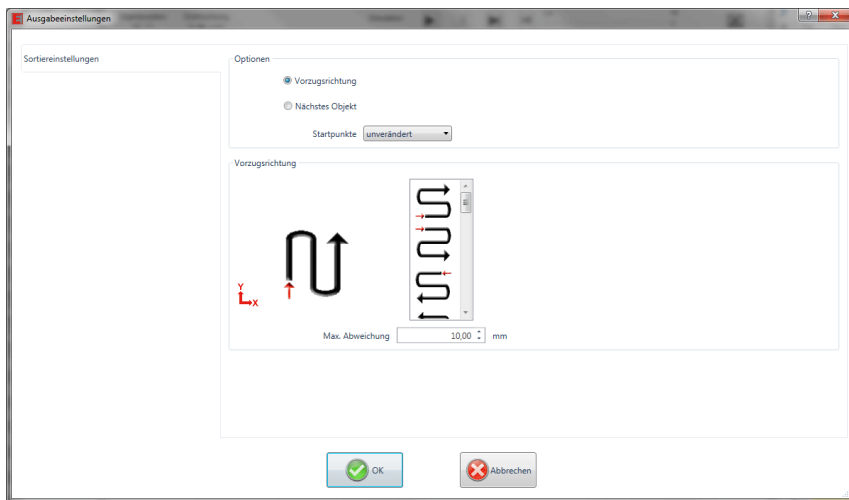 Ausgabeeinstellungen
Sortiereinstellungen
Optionen
Vorzugsrichtung
Nächstes Objekt
Startpunkte unverändert
Vorzugsrichtung
Y
X
Max. Abweichung 10,00 mm
OK
Abbrechen